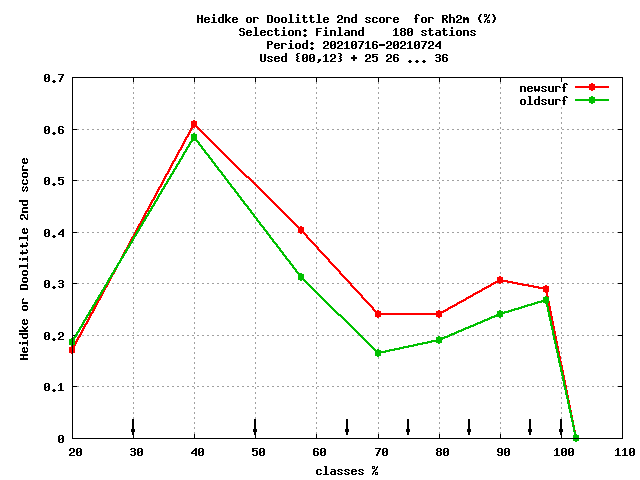 Heidke or Doolittle 2nd score  for Rh2m (%)
Selection: Finland    180 stations
Period: 20210716-20210724
Used {00,12} + 25 26 ... 36
newsurf
oldsurf
Heidke or Doolittle 2nd score
0.7
0.6
0.5
0.4
0.3
0.2
0.1
0
20 30 40 50 60 70 80 90 100 110
classes %